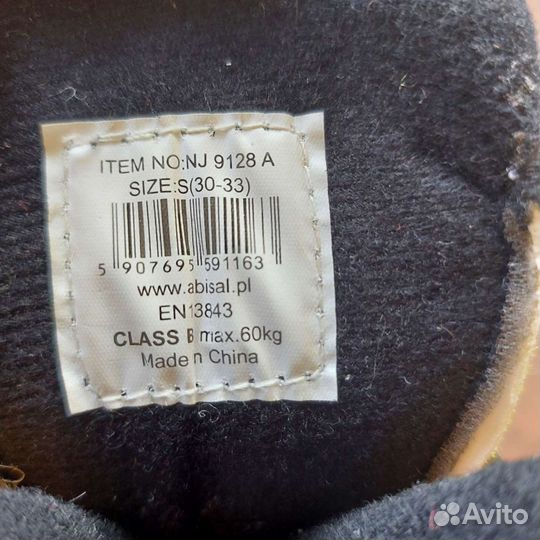 ITEM NO:NJ 9128 A
SIZE:S(30-33)
5 907695 591163
www.abisal.pl
EN13843
CLASS B max.60kg
Made in China
Avito